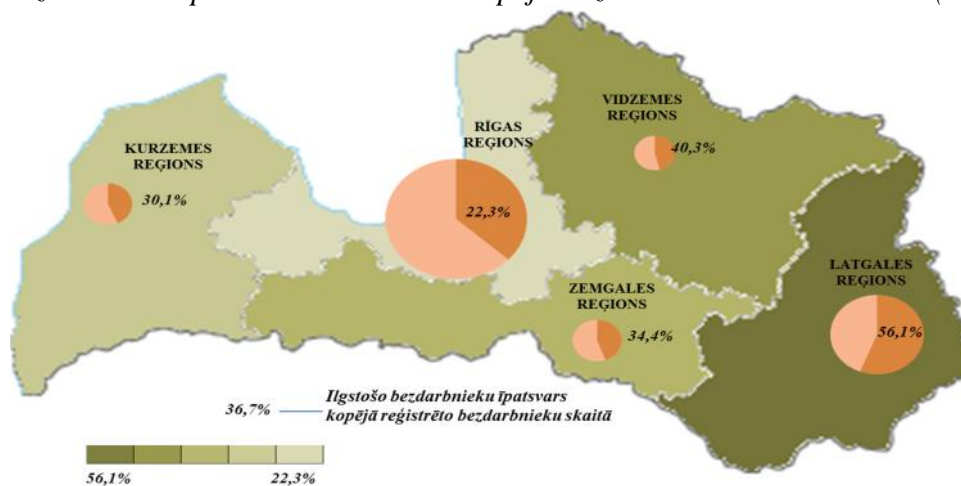 KURZEMES
REĢIONS
30,1%
RĪGAS
REĢIONS
22,3%
VIDZEMES
REĢIONS
40,3%
LATGALES
REĢIONS
56,1%
ZEMGALES
REĢIONS
34,4%
36,7%
Ilgstošo bezdarbnieku īpatsvars
kopējā reģistrēto bezdarbnieku skaitā
56,1%
22,3%